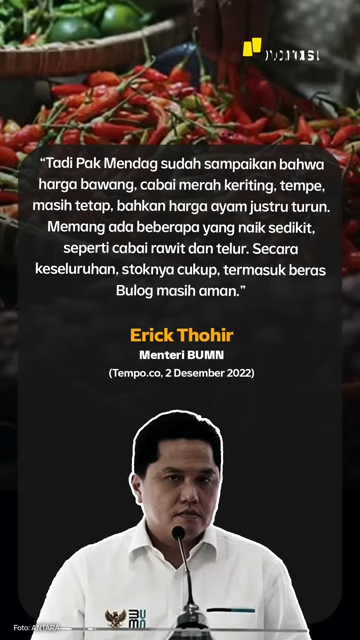 “Tadi Pak Mendag sudah sampaikan bahwa
harga bawang, cabai merah keriting, tempe,
masih tetap, bahkan harga ayam justru turun.
Memang ada beberapa yang naik sedikit,
seperti cabai rawit dan telur. Secara
keseluruhan, stoknya cukup, termasuk beras
Bulog masih aman.”
Erick Thohir
Menteri BUMN
(Tempo.co, 2 Desember 2022)
BUMN
Foto: ANTARA